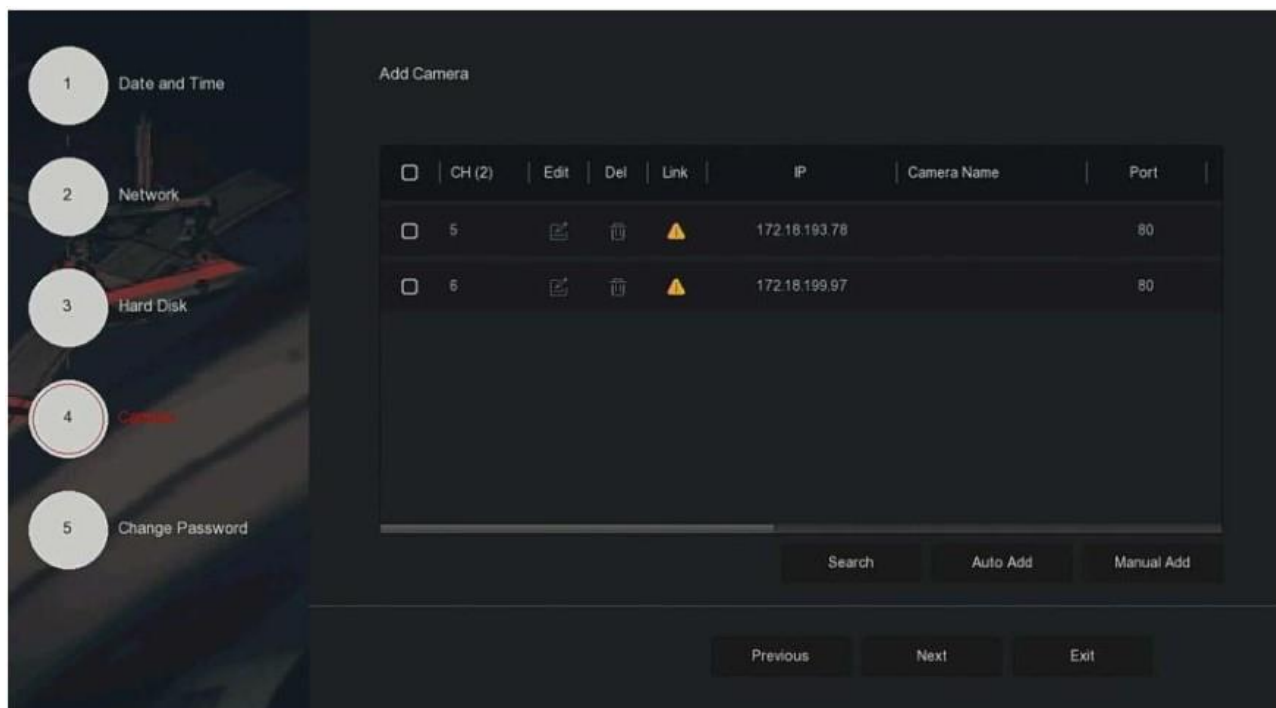 1 Date and Time
2 Network
3 Hard Disk
4 Camera
5 Change Password
Add Camera
CH (2) Edit Del Link IP Camera Name Port
5 172.18.193.78 80
6 172.18.199.97 80
Search Auto Add Manual Add
Previous Next Exit